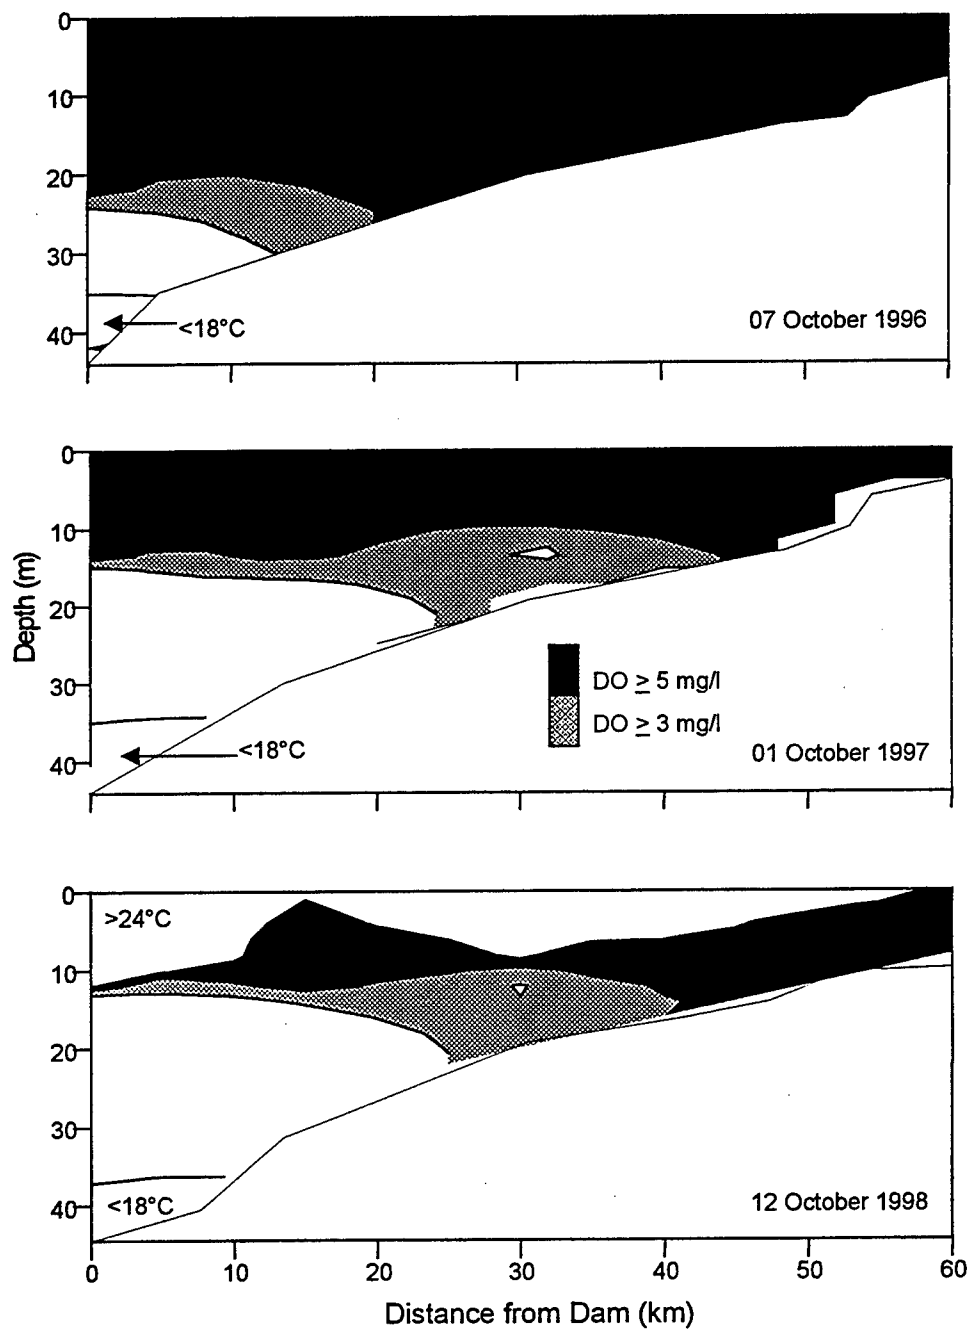 0
10
20
30
40
<18°C
07 October 1996
0
10
20
30
40
Depth (m)
DO ≥ 5 mg/l
DO ≥ 3 mg/l
<18°C
01 October 1997
0
10
20
30
40
>24°C
<18°C
12 October 1998
0 10 20 30 40 50 60
Distance from Dam (km)